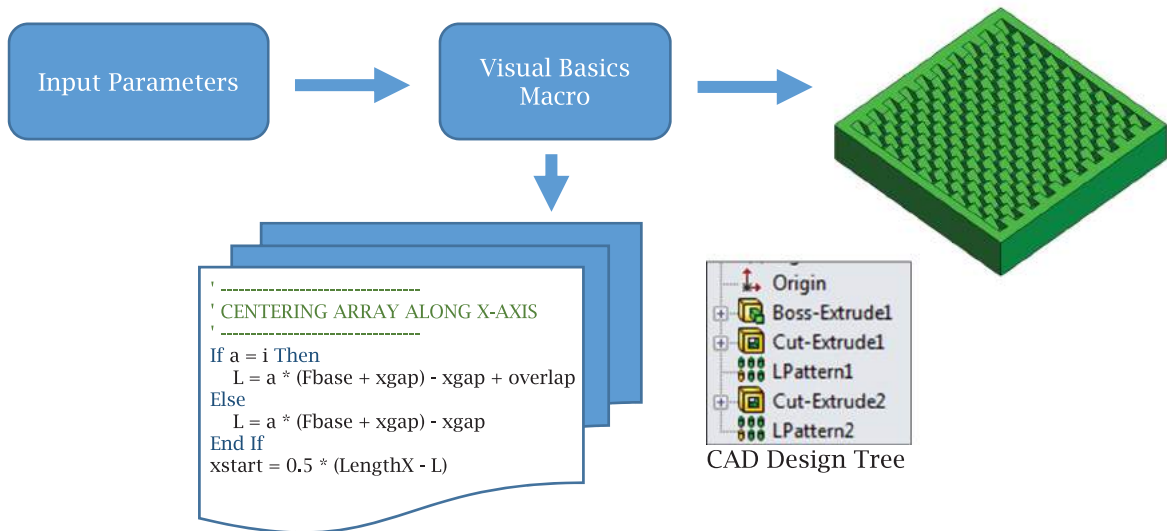 Input Parameters
Visual Basics
Macro
' ---------------------------------
' CENTERING ARRAY ALONG X-AXIS
' ---------------------------------
If a = i Then
L = a * (Fbase + xgap) - xgap + overlap
Else
L = a * (Fbase + xgap) - xgap
End If
xstart = 0.5 * (LengthX - L)
Origin
Boss-Extrude1
Cut-Extrude1
LPattern1
Cut-Extrude2
LPattern2
CAD Design Tree